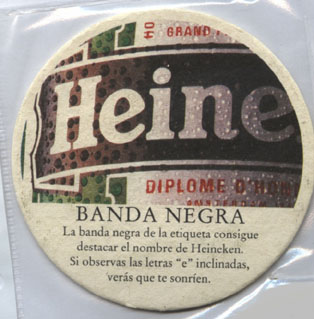 GRAND P
Heine
DIPLOME D'HON
AMSTERDAM
BANDA NEGRA
La banda negra de la etiqueta consigue
destacar el nombre de Heineken.
Si observas las letras “e” inclinadas,
verás que te sonríen.